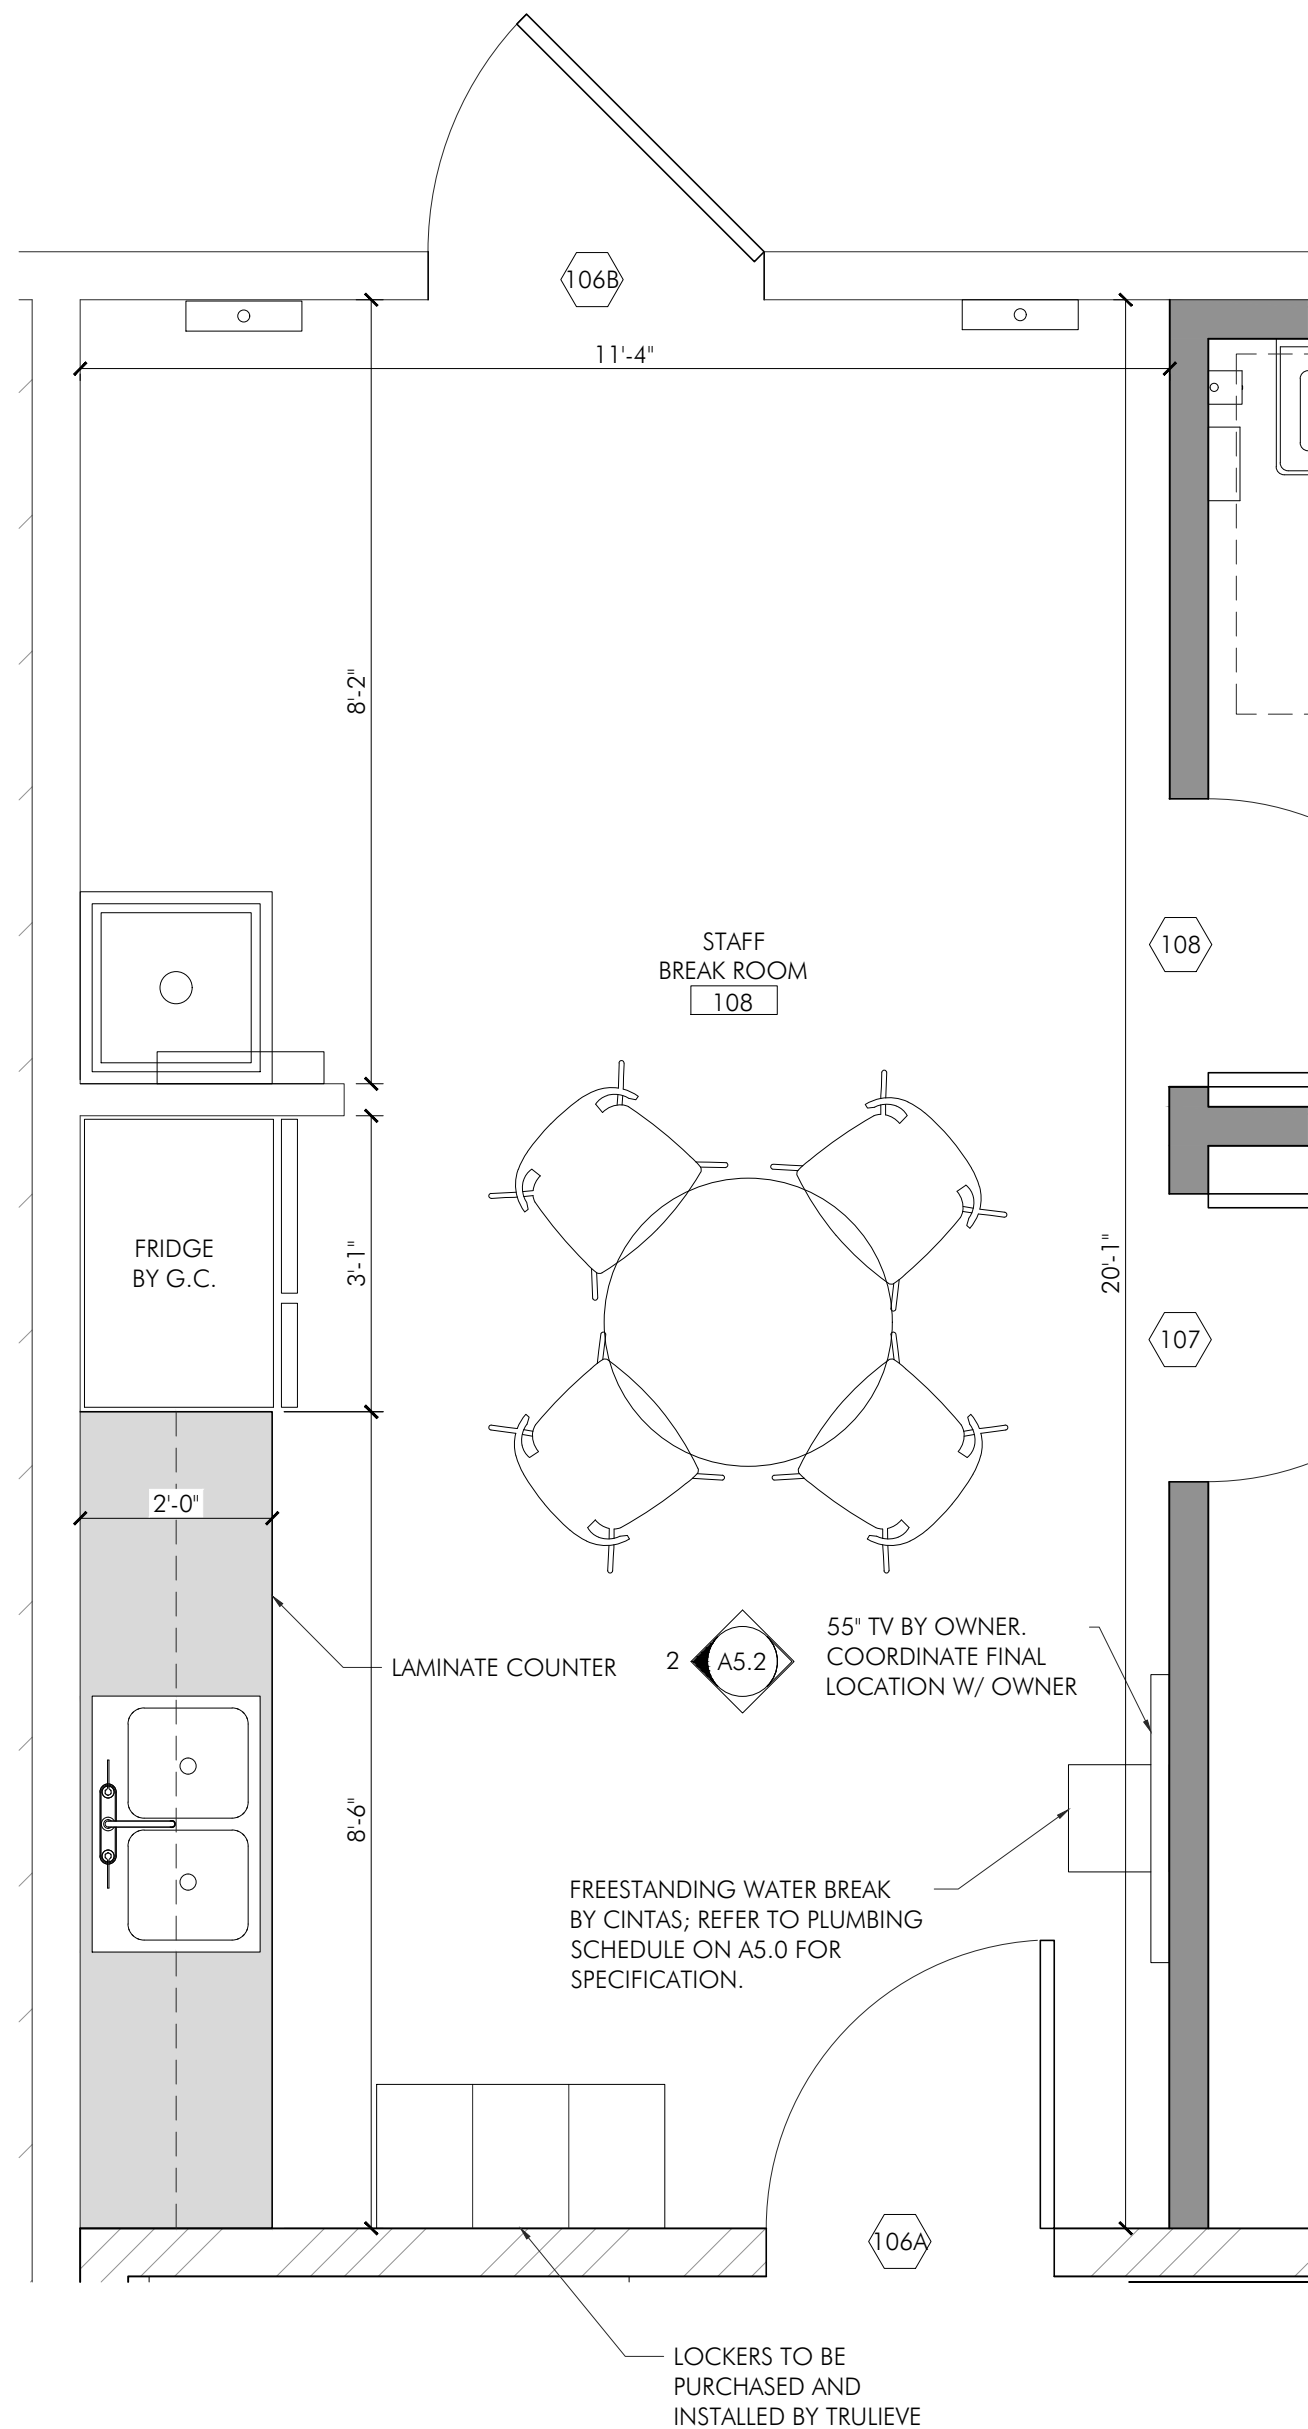 106B
11'-4"
8'-2"
STAFF
BREAK ROOM
108
108
FRIDGE
BY G.C.
3'-1"
20'-1"
107
2'-0"
LAMINATE COUNTER
2
A5.2
55" TV BY OWNER.
COORDINATE FINAL
LOCATION W/ OWNER
8'-6"
FREESTANDING WATER BREAK
BY CINTAS; REFER TO PLUMBING
SCHEDULE ON A5.0 FOR
SPECIFICATION.
106A
LOCKERS TO BE
PURCHASED AND
INSTALLED BY TRULIEVE